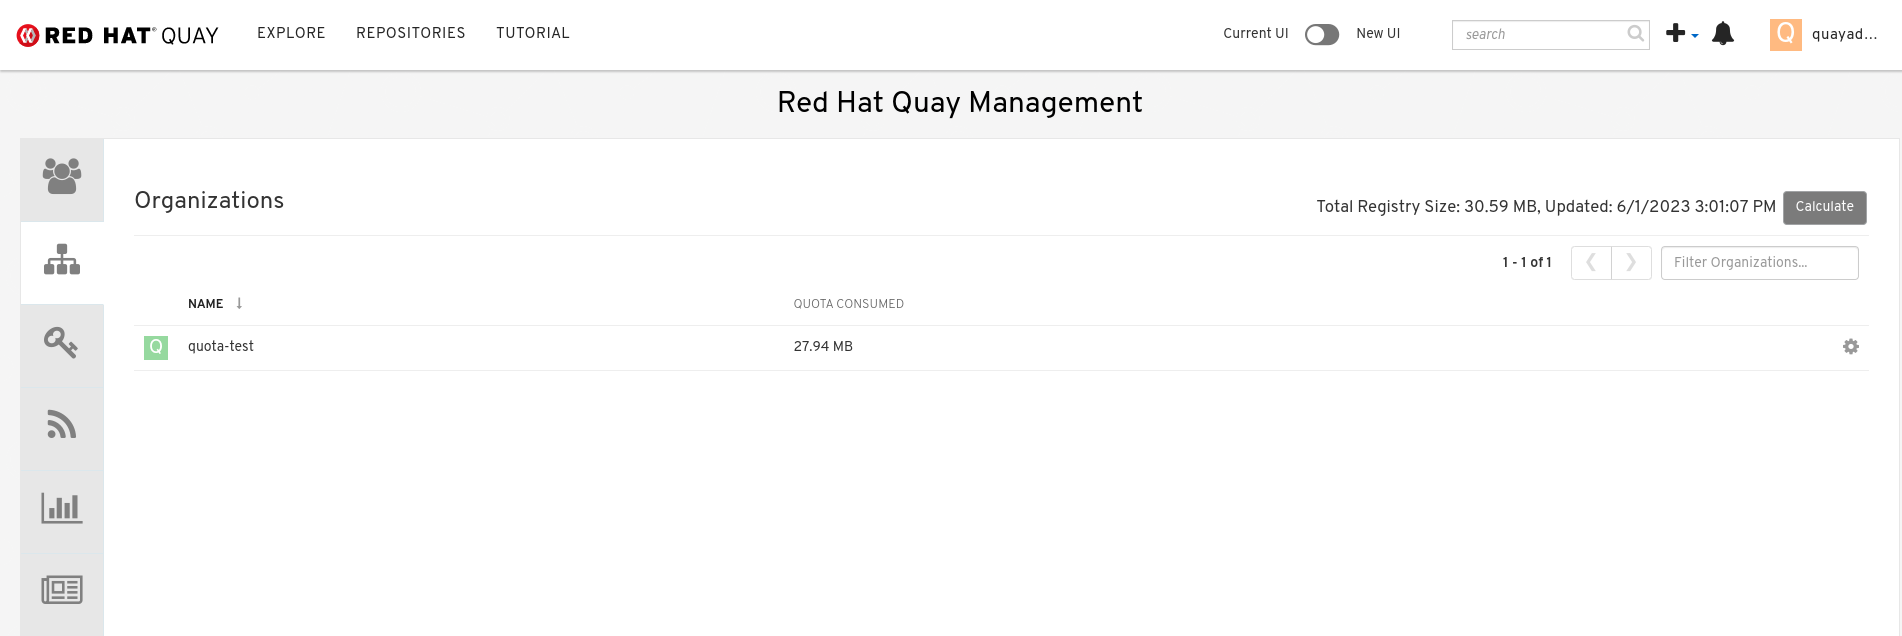 RED HAT® QUAY EXPLORE REPOSITORIES TUTORIAL Current UI New UI search Q quayad...
Red Hat Quay Management
Organizations
Total Registry Size: 30.59 MB, Updated: 6/1/2023 3:01:07 PM Calculate
1 - 1 of 1 Filter Organizations...
NAME ↓ QUOTA CONSUMED
Q quota-test 27.94 MB